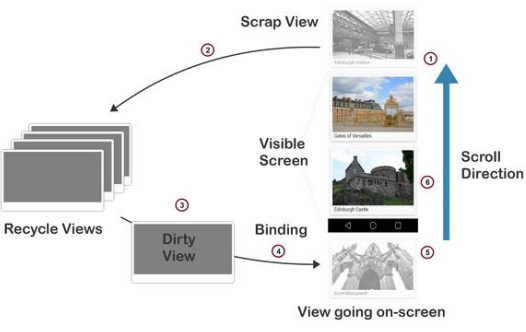 Scrap View
2
1
Edinburgh station
Gates of Versailles
Visible
Screen
Scroll
Direction
6
Edinburgh Castle
Recycle Views
3
Dirty
View
Binding
4
5
Scott Monument
View going on-screen